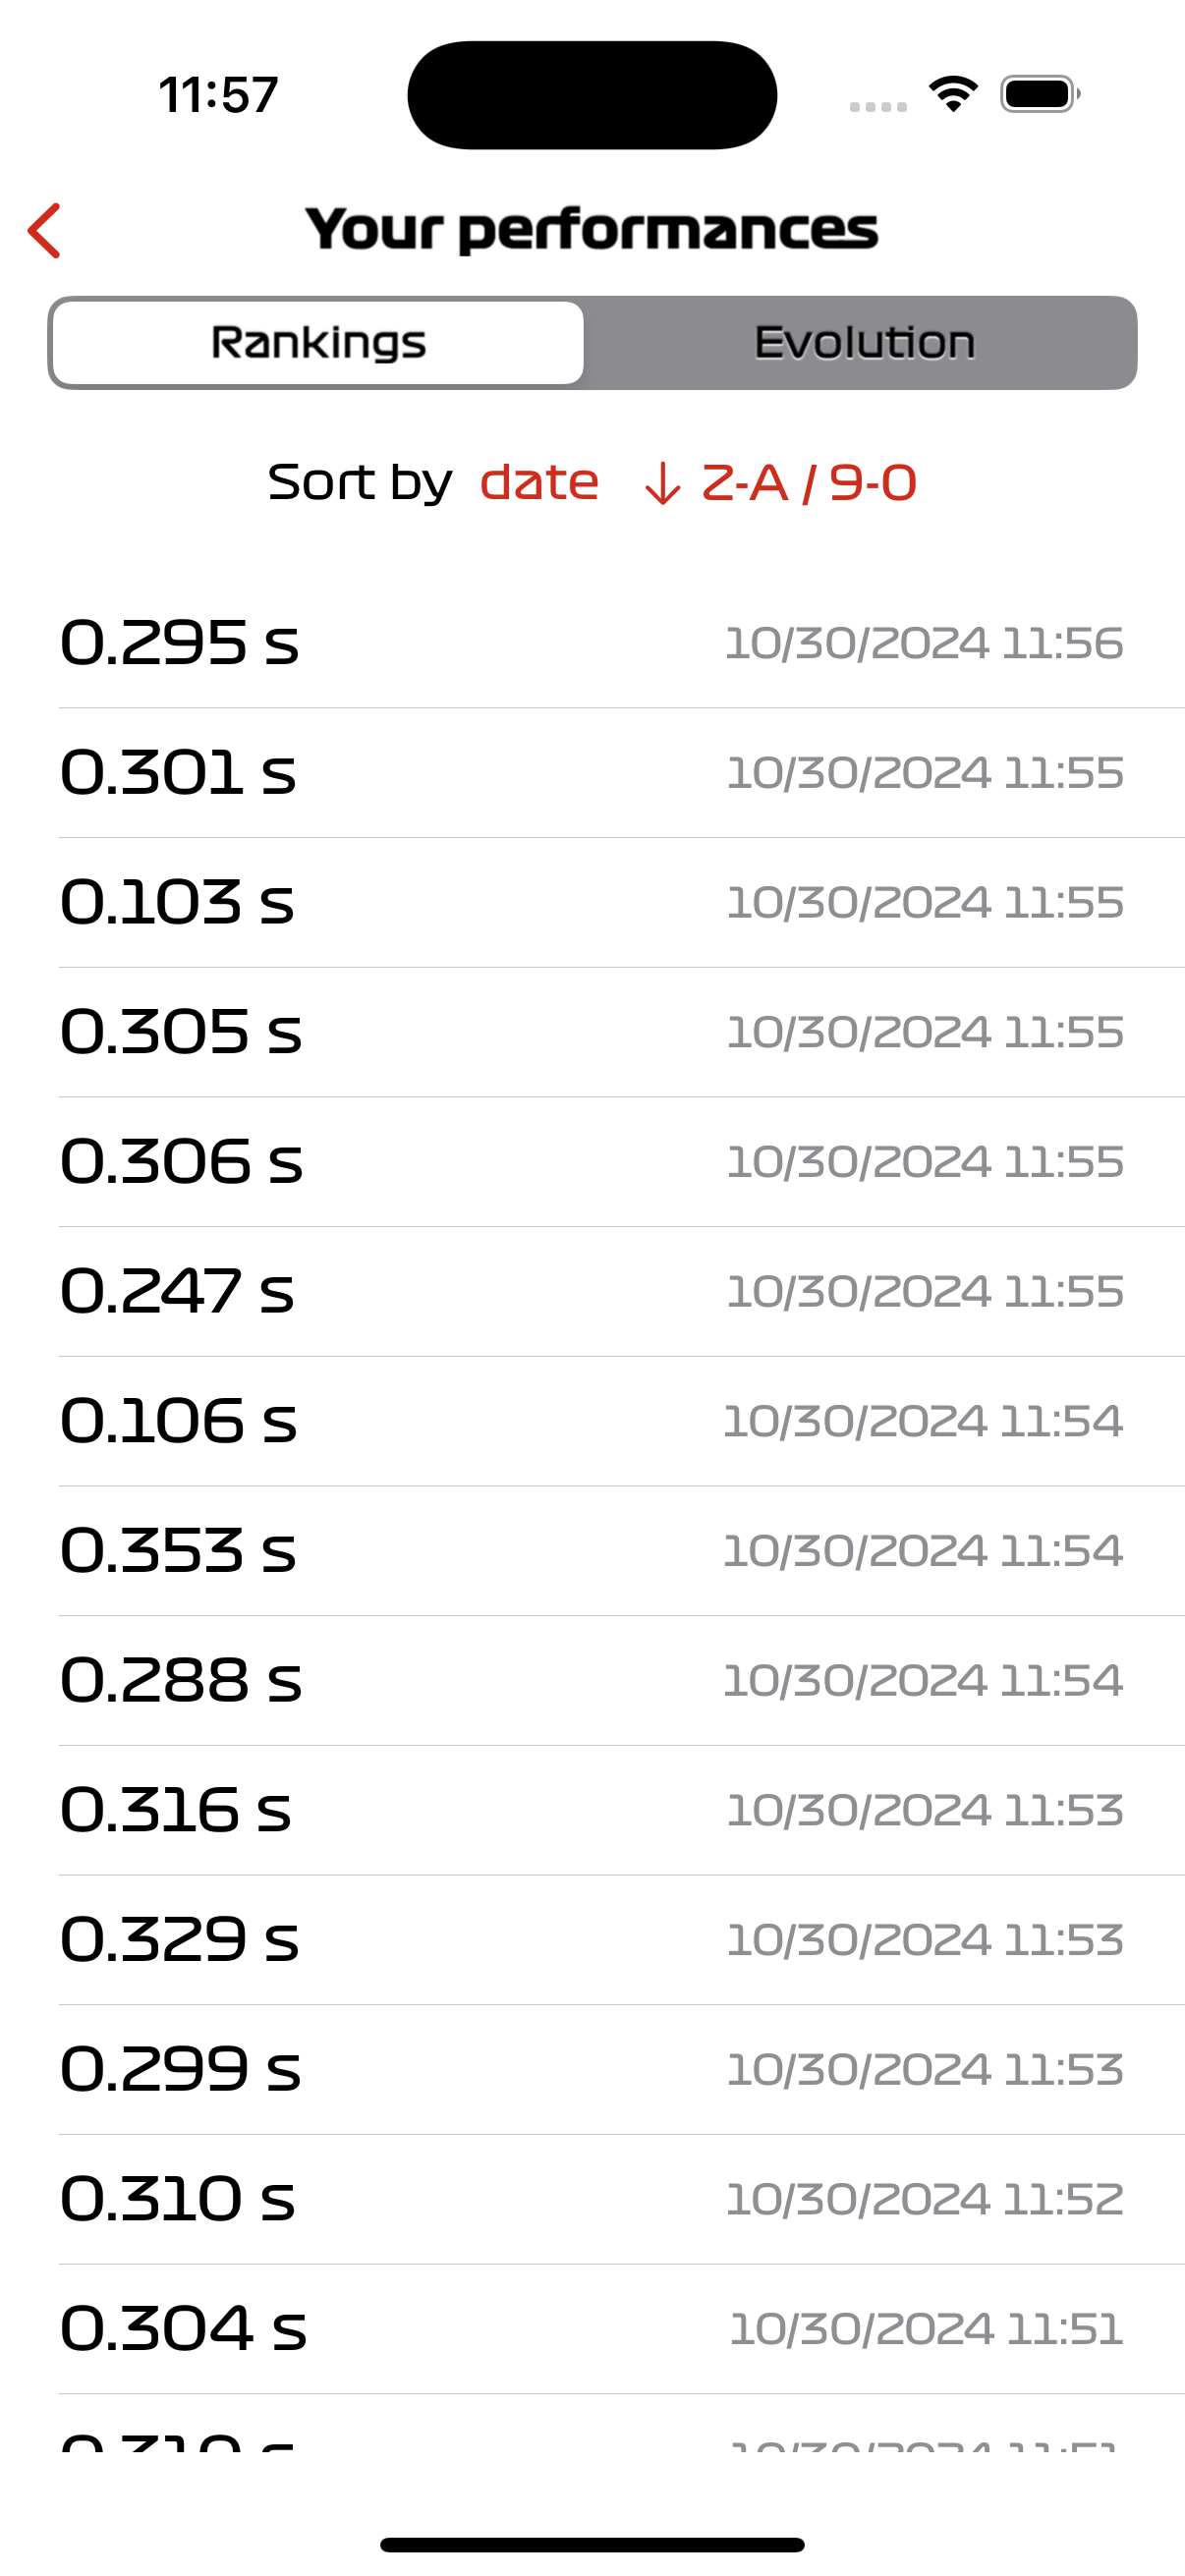 11:57
Your performances
Rankings Evolution
Sort by date ↓ Z-A / 9-0
0.295 s 10/30/2024 11:56
0.301 s 10/30/2024 11:55
0.103 s 10/30/2024 11:55
0.305 s 10/30/2024 11:55
0.306 s 10/30/2024 11:55
0.247 s 10/30/2024 11:55
0.106 s 10/30/2024 11:54
0.353 s 10/30/2024 11:54
0.288 s 10/30/2024 11:54
0.316 s 10/30/2024 11:53
0.329 s 10/30/2024 11:53
0.299 s 10/30/2024 11:53
0.310 s 10/30/2024 11:52
0.304 s 10/30/2024 11:51